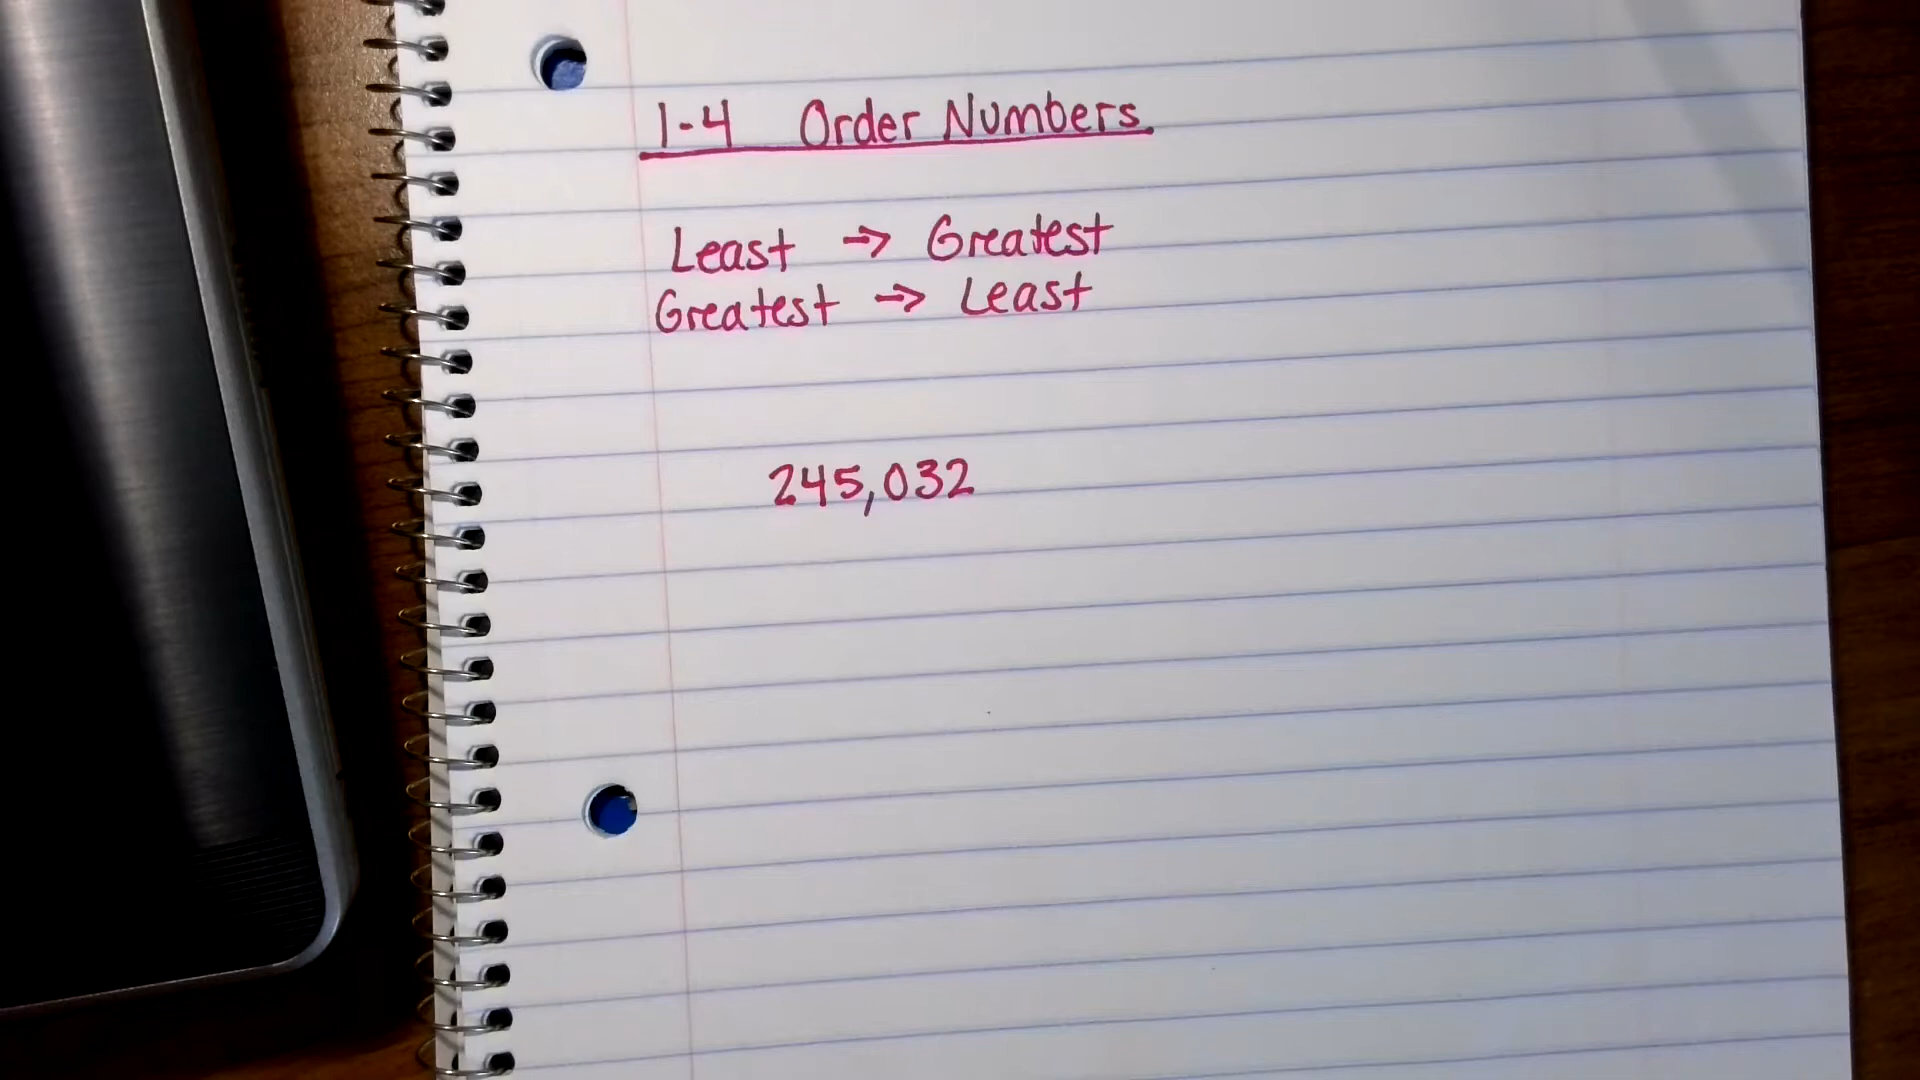 1-4 Order Numbers.
Least → Greatest
Greatest → Least
245,032